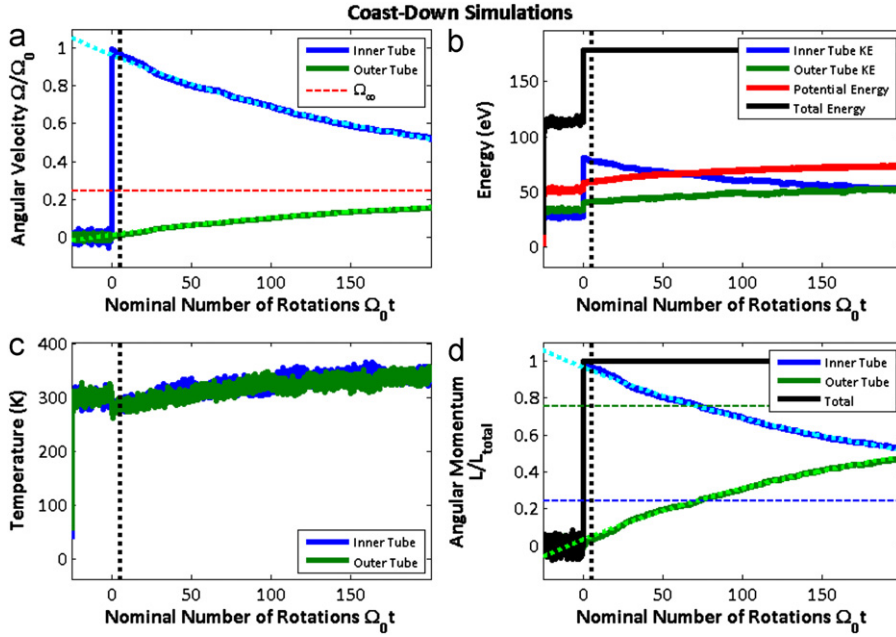 Coast-Down Simulations
a
Angular Velocity Ω/Ω0
1
0.8
0.6
0.4
0.2
0
0 50 100 150
Nominal Number of Rotations Ω0t
Inner Tube
Outer Tube
Ω∞
b
Energy (eV)
150
100
50
0
0 50 100 150
Nominal Number of Rotations Ω0t
Inner Tube KE
Outer Tube KE
Potential Energy
Total Energy
c
Temperature (K)
400
300
200
100
0
0 50 100 150
Nominal Number of Rotations Ω0t
Inner Tube
Outer Tube
d
Angular Momentum
L/Ltotal
1
0.8
0.6
0.4
0.2
0
0 50 100 150
Nominal Number of Rotations Ω0t
Inner Tube
Outer Tube
Total